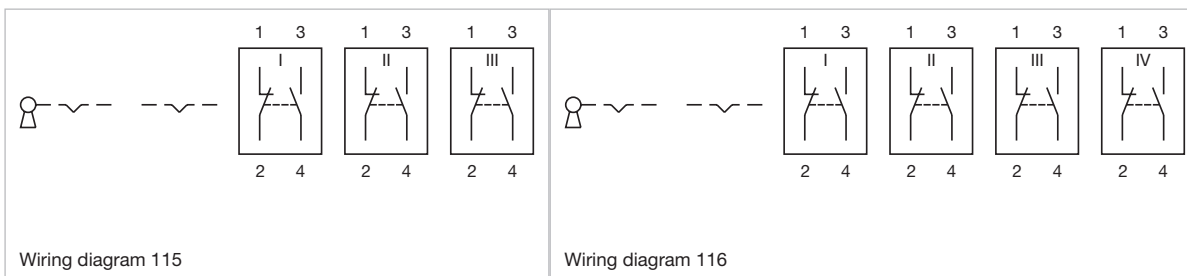 1 3 1 3 1 3
I II III
2 4 2 4 2 4
Wiring diagram 115
1 3 1 3 1 3 1 3
I II III IV
2 4 2 4 2 4 2 4
Wiring diagram 116